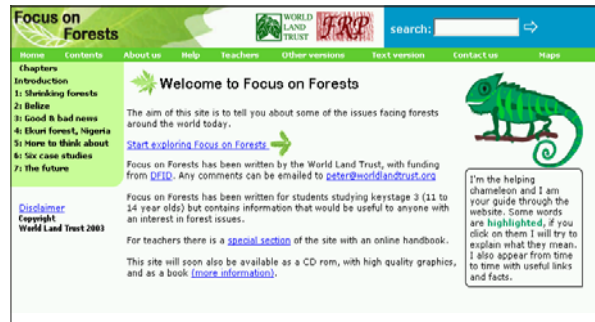 Focus on
Forests
WORLD
LAND
TRUST
FRP
search:
Home Contents About us Help Teachers Other versions Text version Contact us Maps
Chapters
Introduction
1: Shrinking forests
2: Belize
3: Good & bad news
4: Ekuri forest, Nigeria
5: More to think about
6: Six case studies
7: The future
Disclaimer
Copyright
World Land Trust 2003
Welcome to Focus on Forests
The aim of this site is to tell you about some of the issues facing forests
around the world today.
Start exploring Focus on Forests
Focus on Forests has been written by the World Land Trust, with funding
from DFID. Any comments can be emailed to peter@worldlandtrust.org
Focus on Forests has been written for students studying keystage 3 (11 to
14 year olds) but contains information that would be useful to anyone with
an interest in forest issues.
For teachers there is a special section of the site with an online handbook.
This site will soon also be available as a CD rom, with high quality graphics,
and as a book (more information).
I'm the helping
chameleon and I am
your guide through the
website. Some words
are highlighted, if you
click on them I will try to
explain what they mean.
I also appear from time
to time with useful links
and facts.